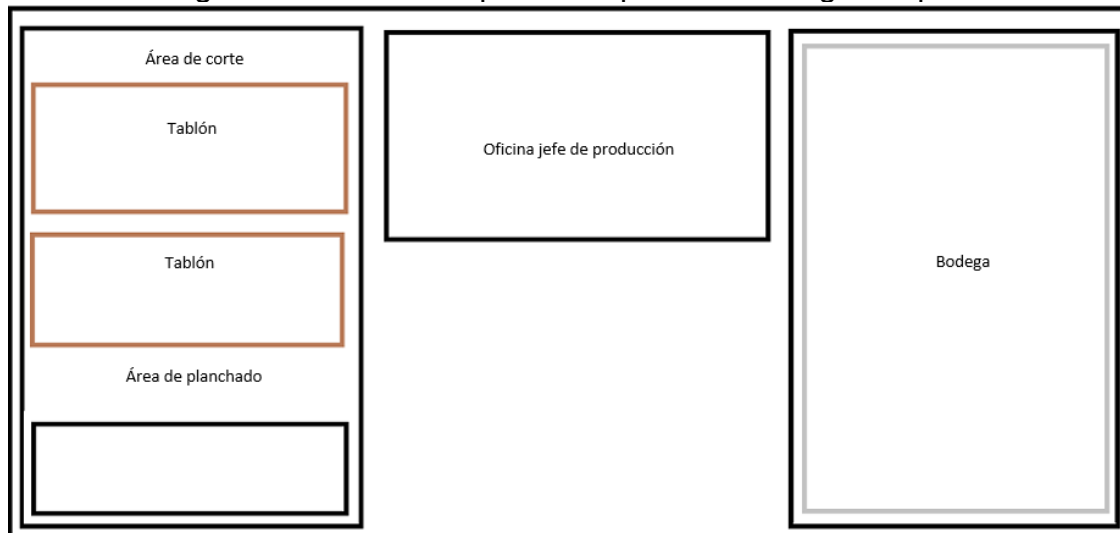 Área de corte
Tablón
Oficina jefe de producción
Tablón
Bodega
Área de planchado